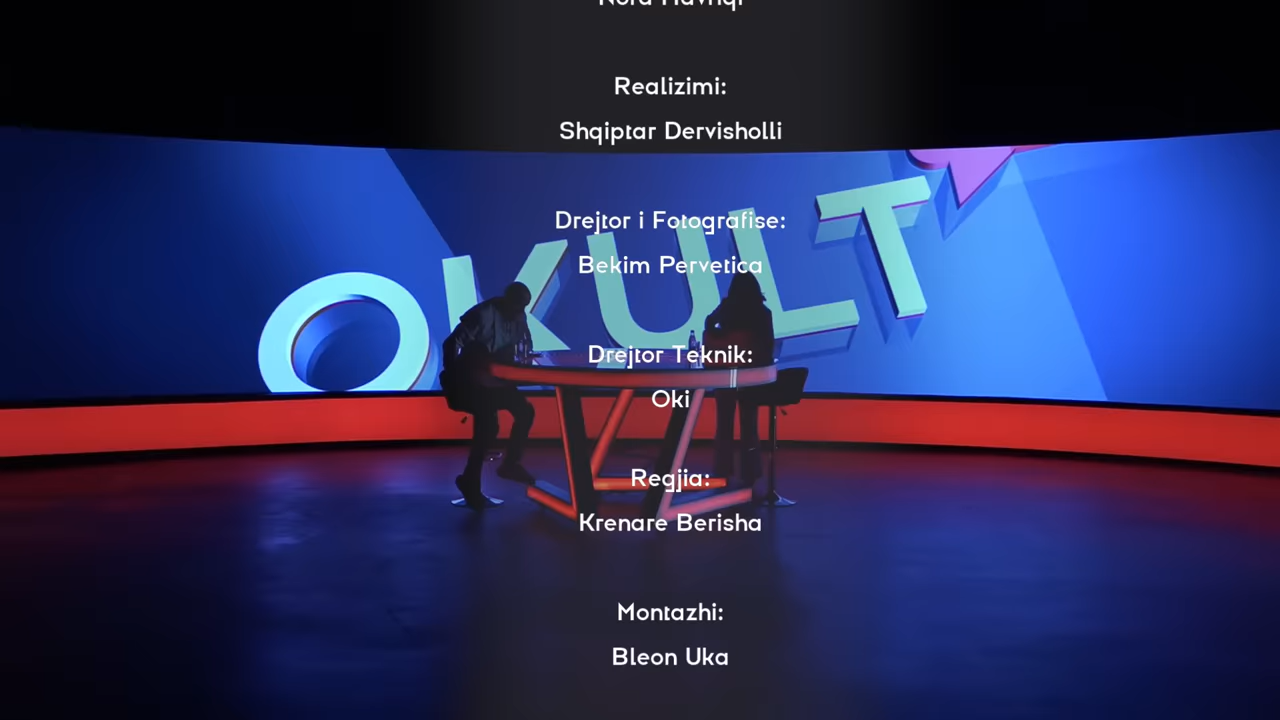 Realizimi:
Shqiptar Dervisholli
Drejtor i Fotografise:
Bekim Pervetica
OKULT
Drejtor Teknik:
Oki
Regjia:
Krenare Berisha
Montazhi:
Bleon Uka